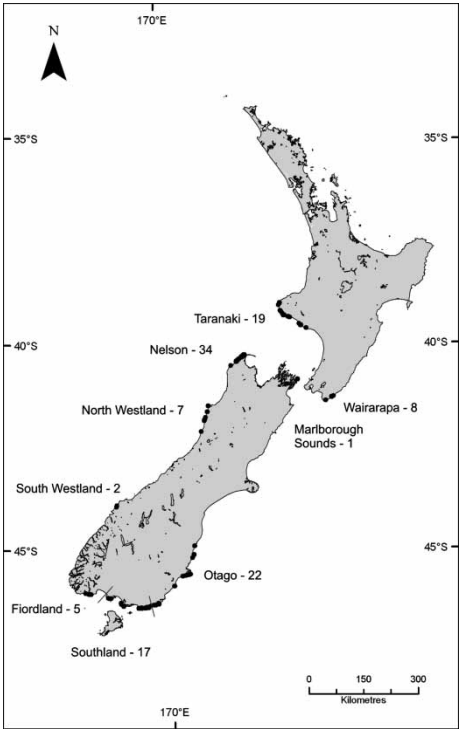 170°E
N
35°S
35°S
Taranaki - 19
Nelson - 34
40°S
40°S
North Westland - 7
Wairarapa - 8
Marlborough
Sounds - 1
South Westland - 2
45°S
45°S
Otago - 22
Fiordland - 5
Southland - 17
0 150 300
Kilometres
170°E